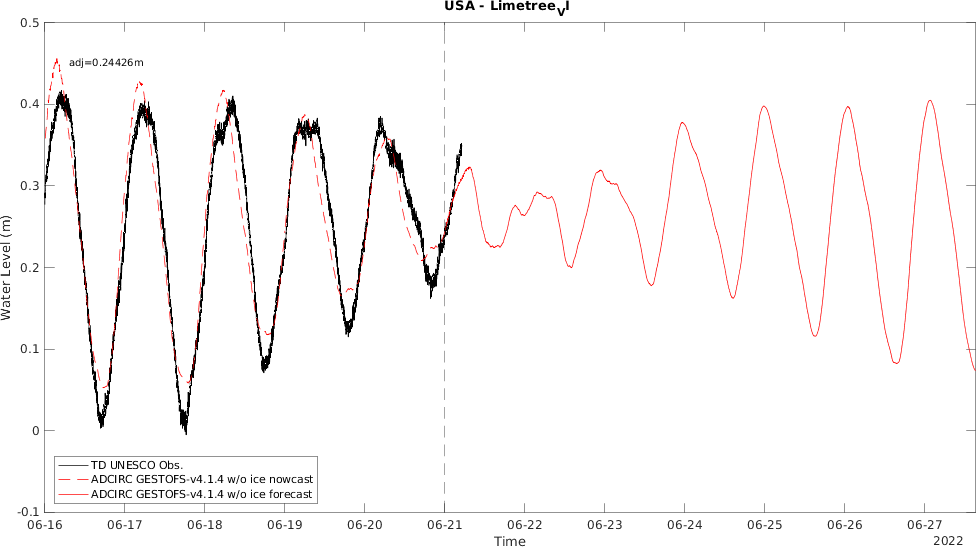 USA - Limetree_VI
0.5
adj=0.24426m
0.4
0.3
Water Level (m)
0.2
0.1
0
TD UNESCO Obs.
ADCIRC GESTOFS-v4.1.4 w/o ice nowcast
ADCIRC GESTOFS-v4.1.4 w/o ice forecast
-0.1
06-16 06-17 06-18 06-19 06-20 06-21 06-22 06-23 06-24 06-25 06-26 06-27
Time
2022